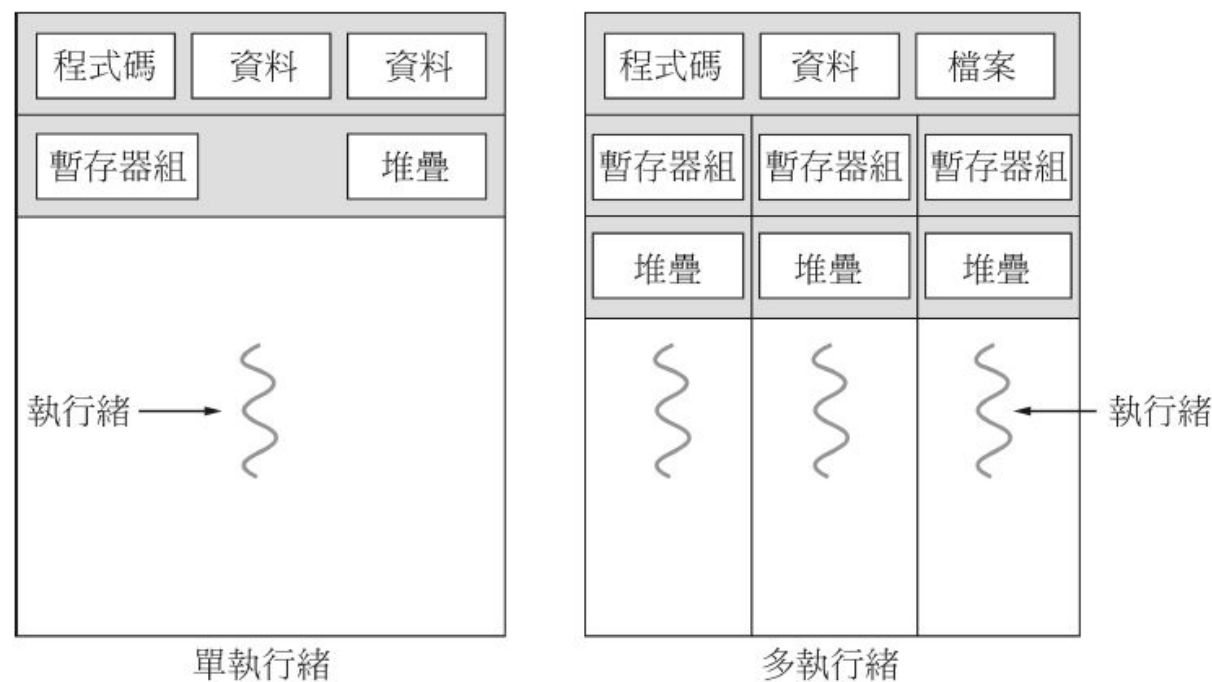 程式碼 資料 資料
暫存器組 堆疊
執行緒
單執行緒
程式碼 資料 檔案
暫存器組 暫存器組 暫存器組
堆疊 堆疊 堆疊
執行緒
多執行緒